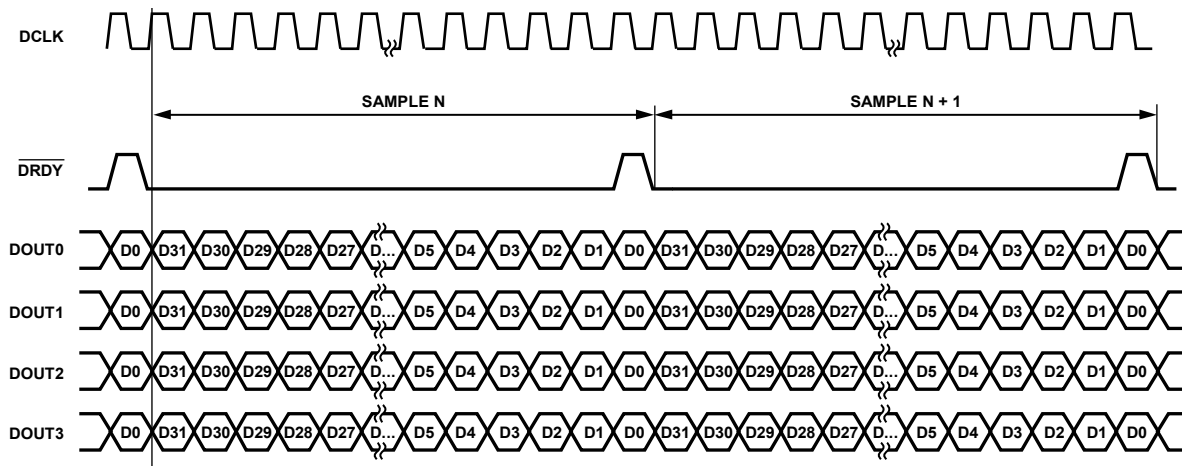 DCLK
SAMPLE N SAMPLE N + 1
DRDY
DOUT0 D0 D31 D30 D29 D28 D27 D... D5 D4 D3 D2 D1 D0 D31 D30 D29 D28 D27 D... D5 D4 D3 D2 D1 D0
DOUT1 D0 D31 D30 D29 D28 D27 D... D5 D4 D3 D2 D1 D0 D31 D30 D29 D28 D27 D... D5 D4 D3 D2 D1 D0
DOUT2 D0 D31 D30 D29 D28 D27 D... D5 D4 D3 D2 D1 D0 D31 D30 D29 D28 D27 D... D5 D4 D3 D2 D1 D0
DOUT3 D0 D31 D30 D29 D28 D27 D... D5 D4 D3 D2 D1 D0 D31 D30 D29 D28 D27 D... D5 D4 D3 D2 D1 D0